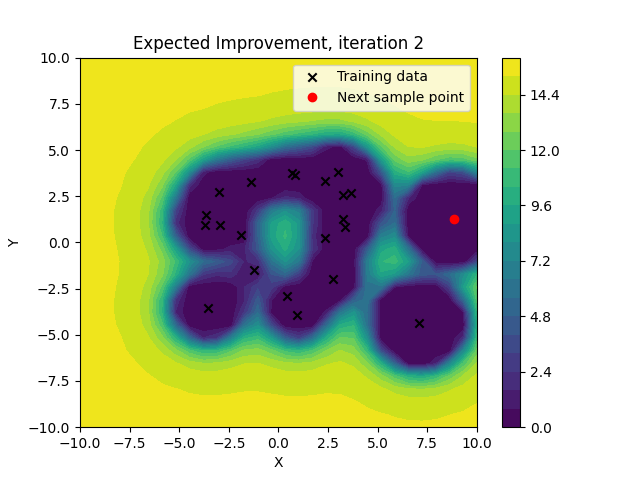 Expected Improvement, iteration 2
Training data
Next sample point
10.0
7.5
5.0
2.5
0.0
−2.5
−5.0
−7.5
−10.0
Y
−10.0 −7.5 −5.0 −2.5 0.0 2.5 5.0 7.5 10.0
X
14.4
12.0
9.6
7.2
4.8
2.4
0.0